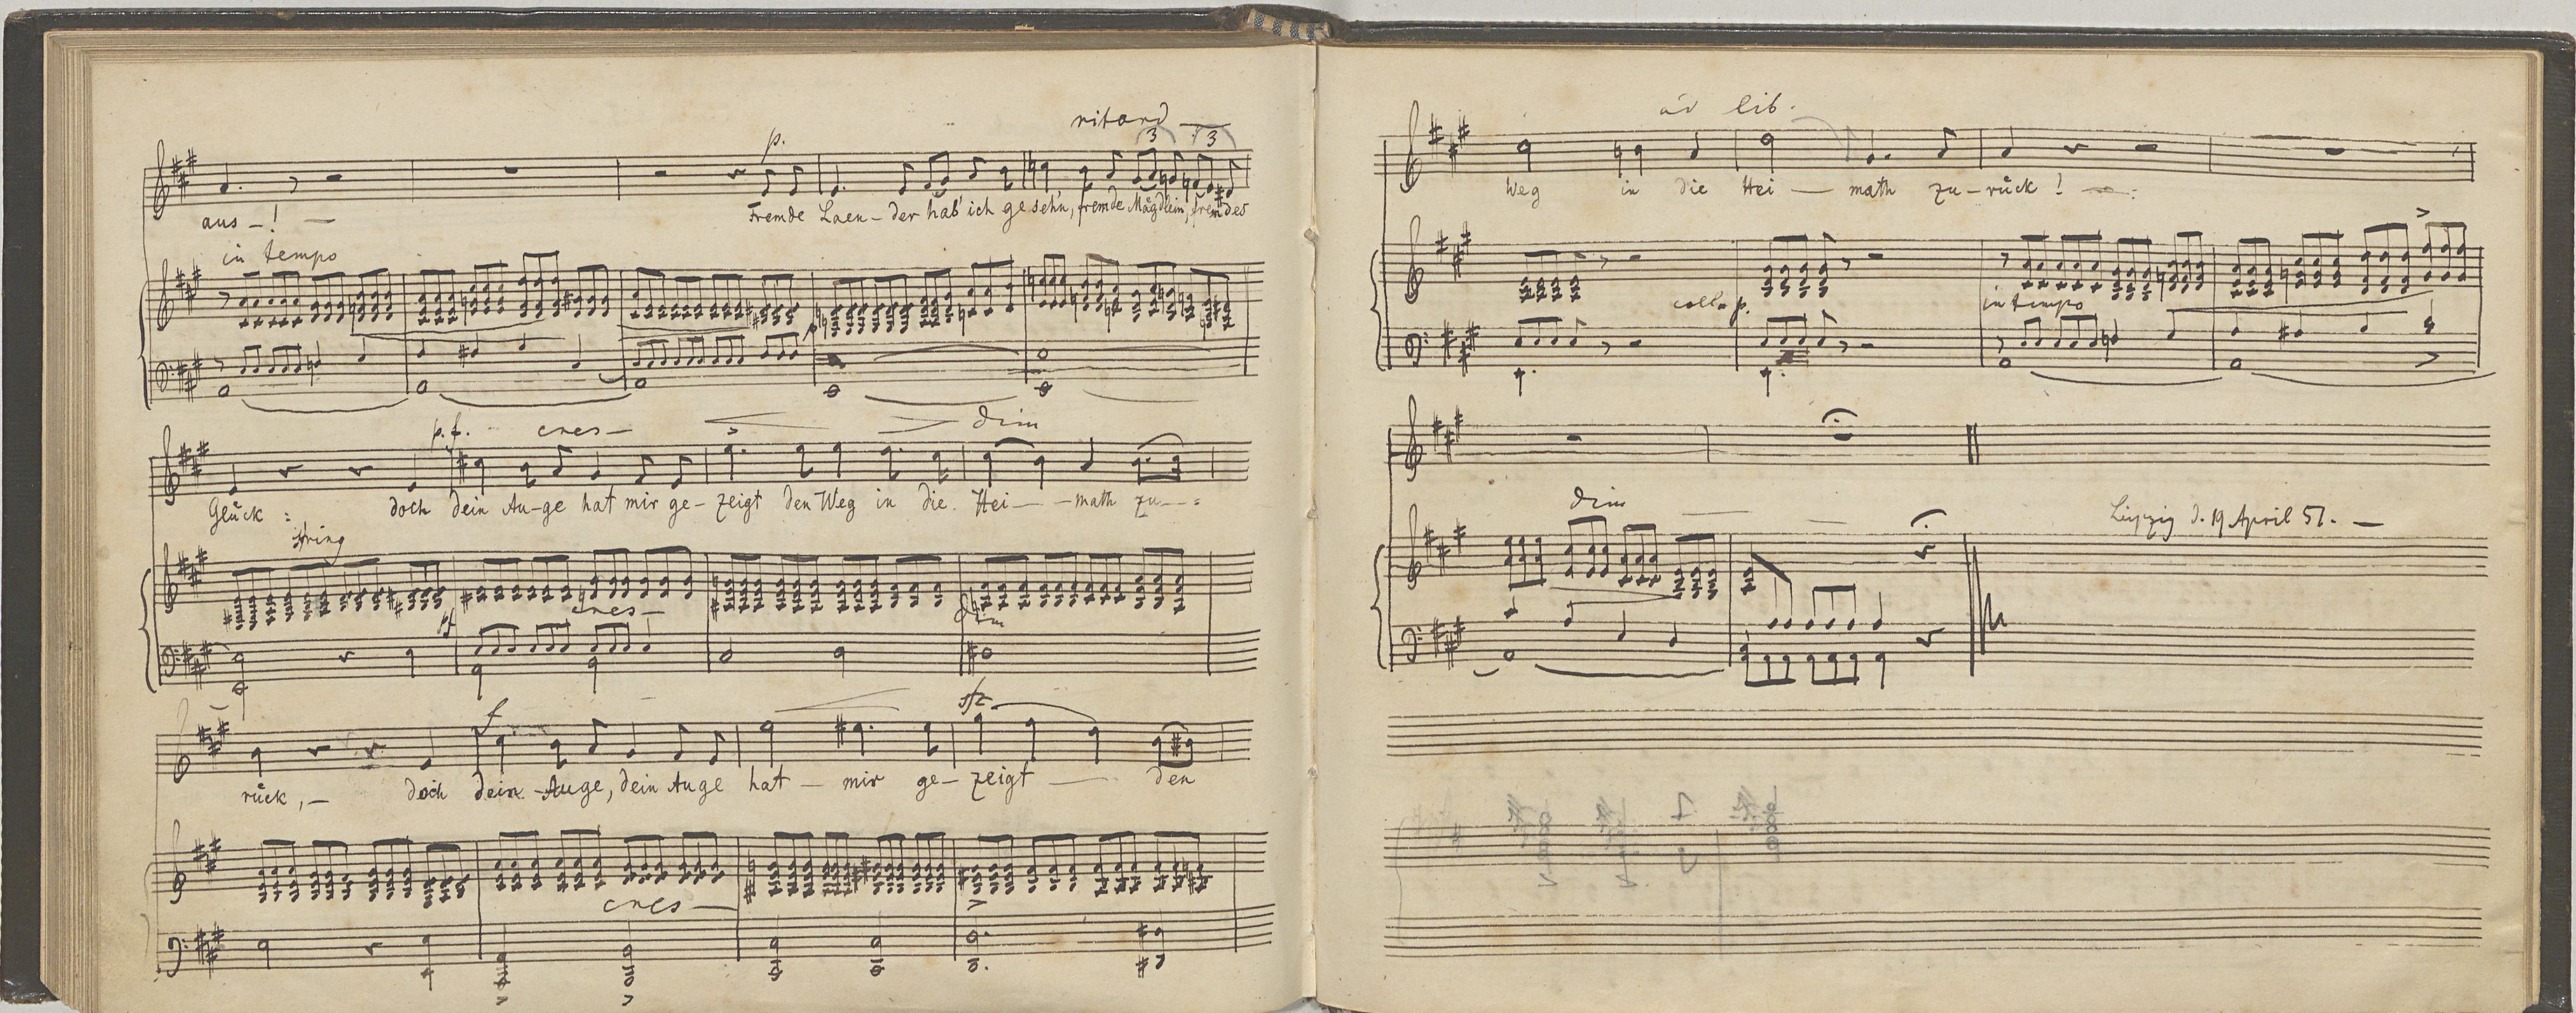 ritard
p. 3 3
aus - ! — Fremde Laen - der hab' ich gesehn, fremde Mägdlein, fremdes
in tempo
p. f. cres - dim
Glück : doch dein Au - ge hat mir ge - zeigt den Weg in die Hei - - math zu - - :
string
cres -
pf dim
f sfz
rück, - doch dein Auge, dein Auge hat - mir ge - zeigt — den
cres -
ad lib.
Weg in die Hei — math zu - rück ! - :
colla p. in tempo
dim
Leipzig d. 19 April 51. -